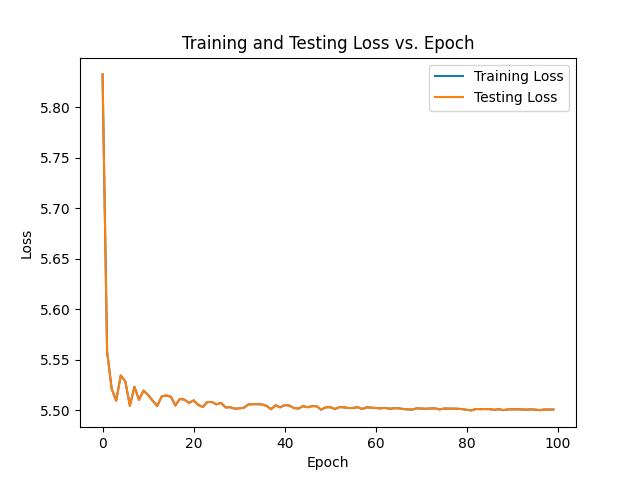 Training and Testing Loss vs. Epoch
Training Loss
Testing Loss
5.80
5.75
5.70
5.65
5.60
5.55
5.50
Loss
0 20 40 60 80 100
Epoch